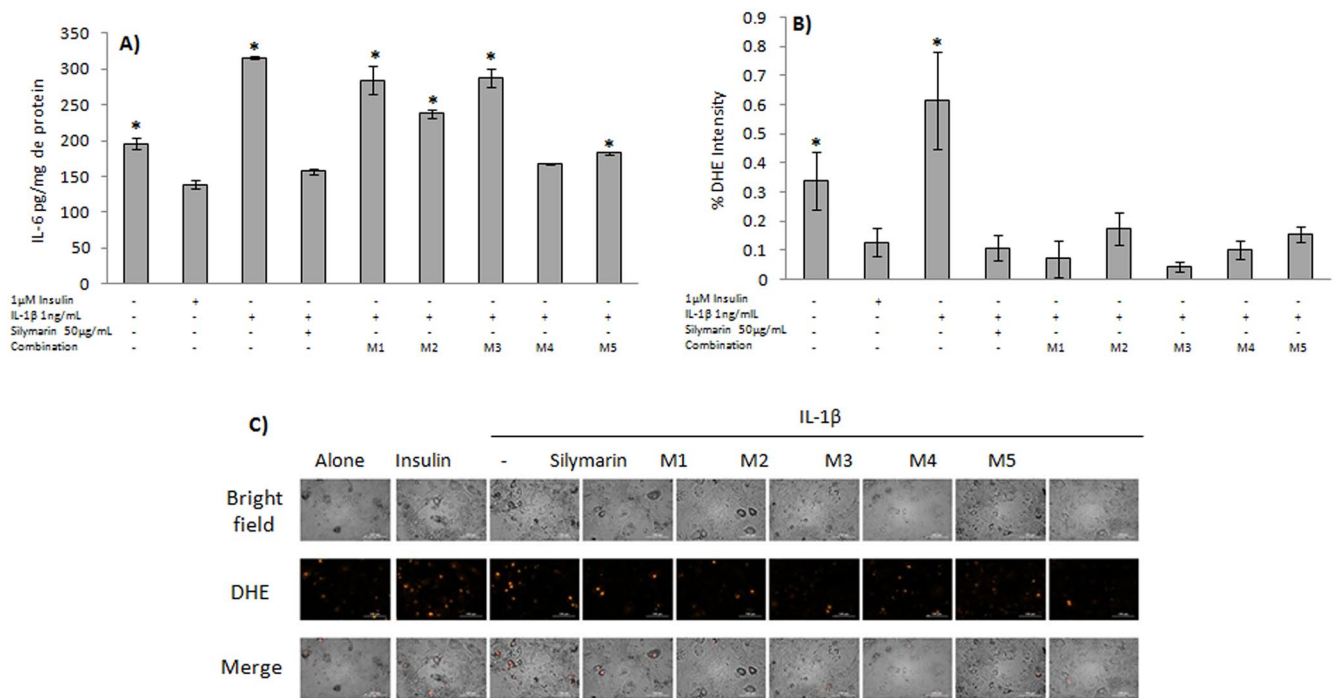 A)
350
300
250
200
150
100
50
0
IL-6 pg/mg de protein
* * * * * *
1µM Insulin - + - - - - - - -
IL-1β 1ng/mL - - + + + + + + +
Silymarin 50µg/mL - - - + - - - - -
Combination - - - - M1 M2 M3 M4 M5
B)
0.9
0.8
0.7
0.6
0.5
0.4
0.3
0.2
0.1
0
% DHE Intensity
* *
1µM Insulin - + - - - - - - -
IL-1β 1ng/mlL - - + + + + + + +
Silymarin 50µg/mL - - - + - - - - -
Combination - - - - M1 M2 M3 M4 M5
C)
IL-1β
Alone Insulin - Silymarin M1 M2 M3 M4 M5
Bright
field
DHE
Merge